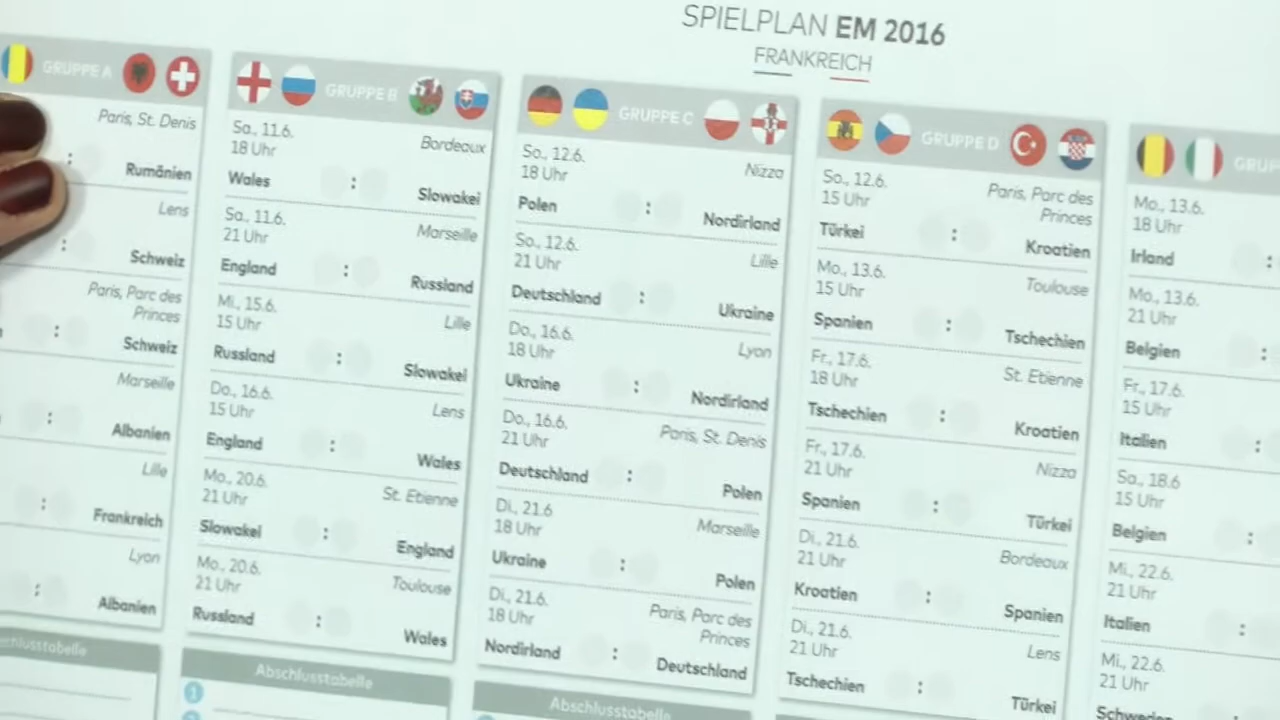 SPIELPLAN EM 2016
FRANKREICH
GRUPPE A
Paris, St. Denis
:
Rumänien
Lens
:
Schweiz
Paris, Parc des
Princes
:
Schweiz
Marseille
:
Albanien
Lille
:
Frankreich
Lyon
:
Albanien
GRUPPE B
Sa., 11.6.
18 Uhr
Bordeaux
Wales : Slowakei
Sa., 11.6.
21 Uhr
Marseille
England : Russland
Mi., 15.6.
15 Uhr
Lille
Russland : Slowakei
Do., 16.6.
15 Uhr
Lens
England : Wales
Mo., 20.6.
21 Uhr
St. Etienne
Slowakei : England
Mo., 20.6.
21 Uhr
Toulouse
Russland : Wales
Abschlusstabelle
1
GRUPPE C
So., 12.6.
18 Uhr
Nizza
Polen : Nordirland
So., 12.6.
21 Uhr
Lille
Deutschland : Ukraine
Do., 16.6.
18 Uhr
Lyon
Ukraine : Nordirland
Do., 16.6.
21 Uhr
Paris, St. Denis
Deutschland : Polen
Di., 21.6
18 Uhr
Marseille
Ukraine : Polen
Di., 21.6.
18 Uhr
Paris, Parc des
Princes
Nordirland : Deutschland
Abschlusstabelle
GRUPPE D
So., 12.6.
15 Uhr
Paris, Parc des
Princes
Türkei : Kroatien
Mo., 13.6.
15 Uhr
Toulouse
Spanien : Tschechien
Fr., 17.6.
18 Uhr
St. Etienne
Tschechien : Kroatien
Fr., 17.6.
21 Uhr
Nizza
Spanien : Türkei
Di., 21.6.
21 Uhr
Bordeaux
Kroatien : Spanien
Di., 21.6.
21 Uhr
Lens
Tschechien : Türkei
Mo., 13.6.
18 Uhr
Irland :
Mo., 13.6.
21 Uhr
Belgien :
Fr., 17.6.
15 Uhr
Italien :
Sa., 18.6
15 Uhr
Belgien :
Mi., 22.6.
21 Uhr
Italien :
Mi., 22.6.
21 Uhr
Schweden